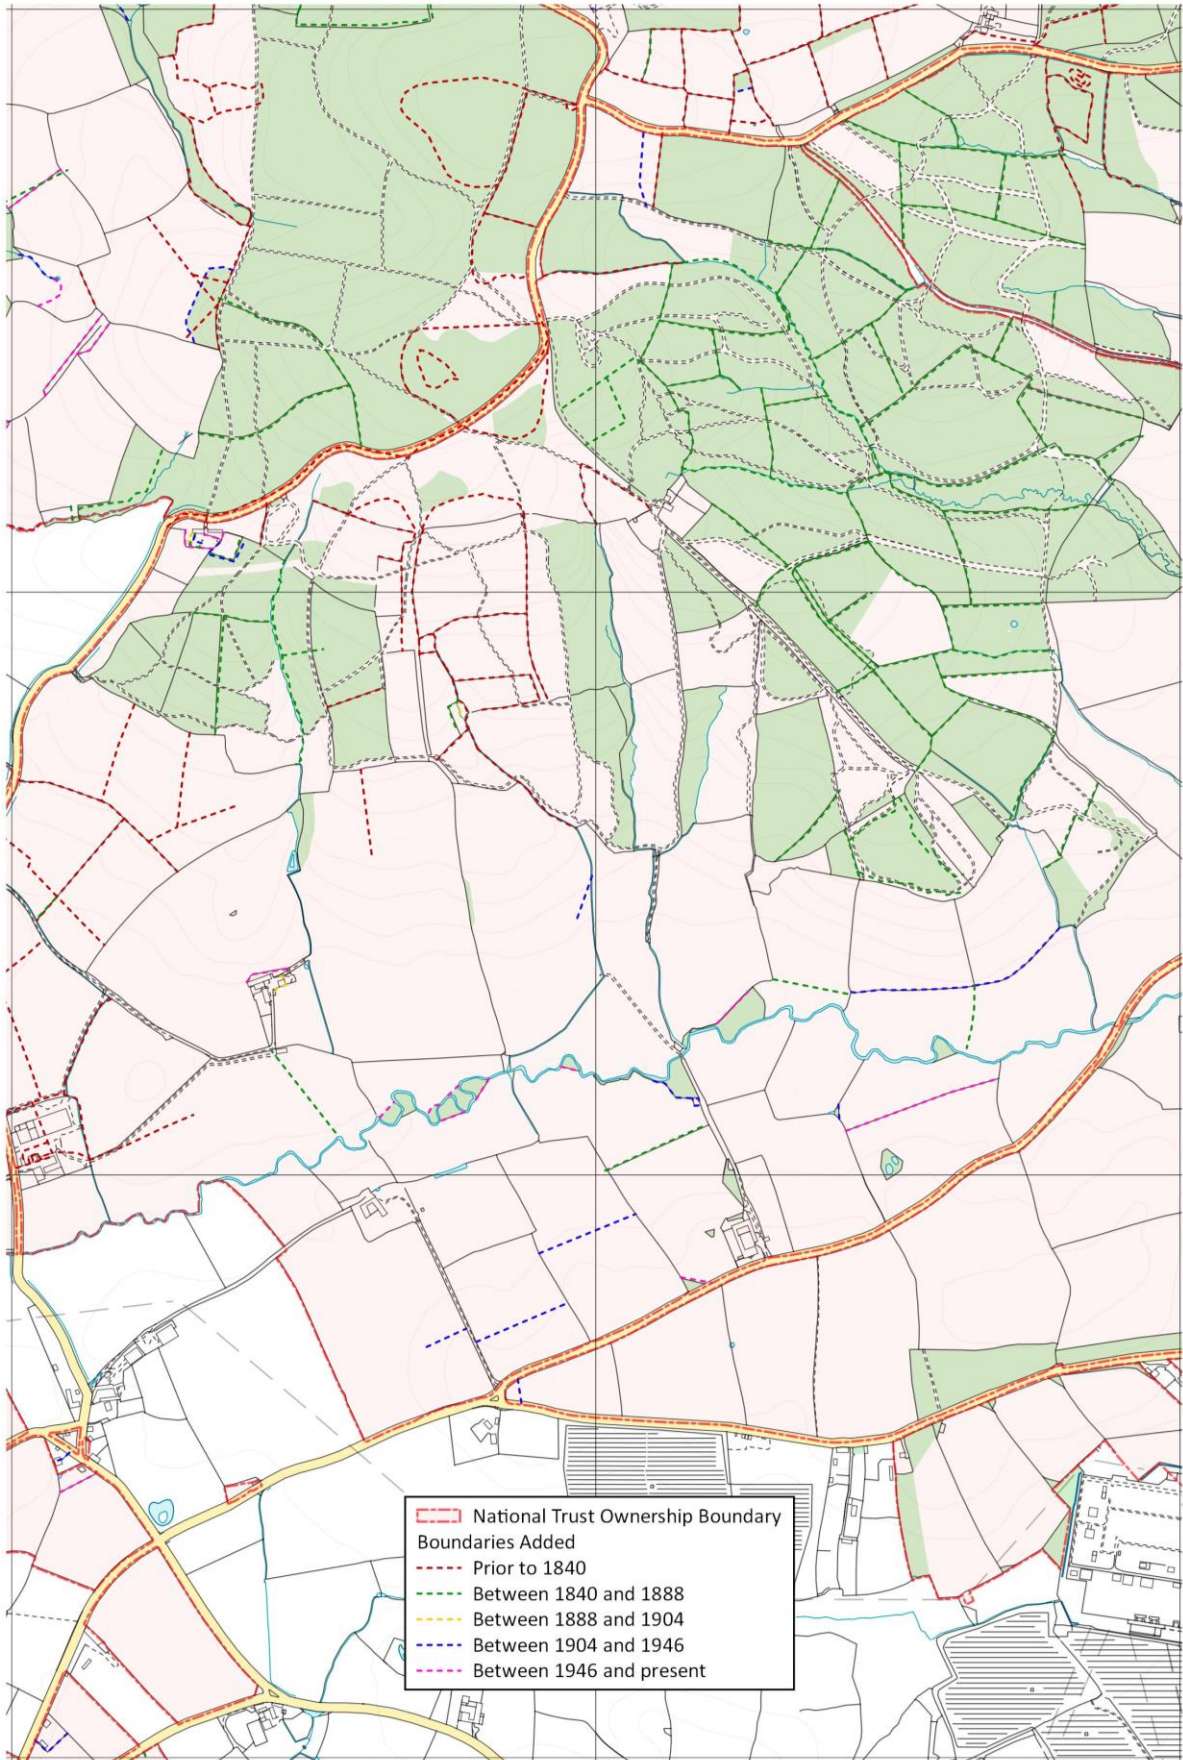 National Trust Ownership Boundary
Boundaries Added
Prior to 1840
Between 1840 and 1888
Between 1888 and 1904
Between 1904 and 1946
Between 1946 and present